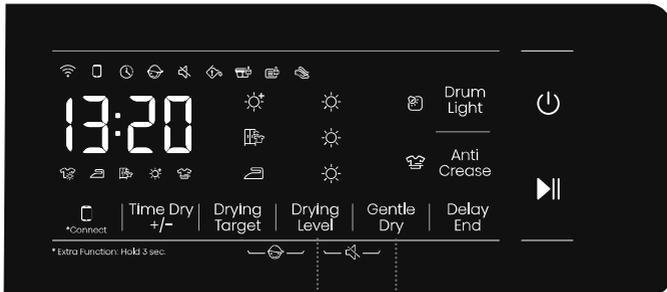 13:20
Drum
Light
Anti
Crease
*Connect
Time Dry
+/-
Drying
Target
Drying
Level
Gentle
Dry
Delay
End
* Extra Function: Hold 3 sec.